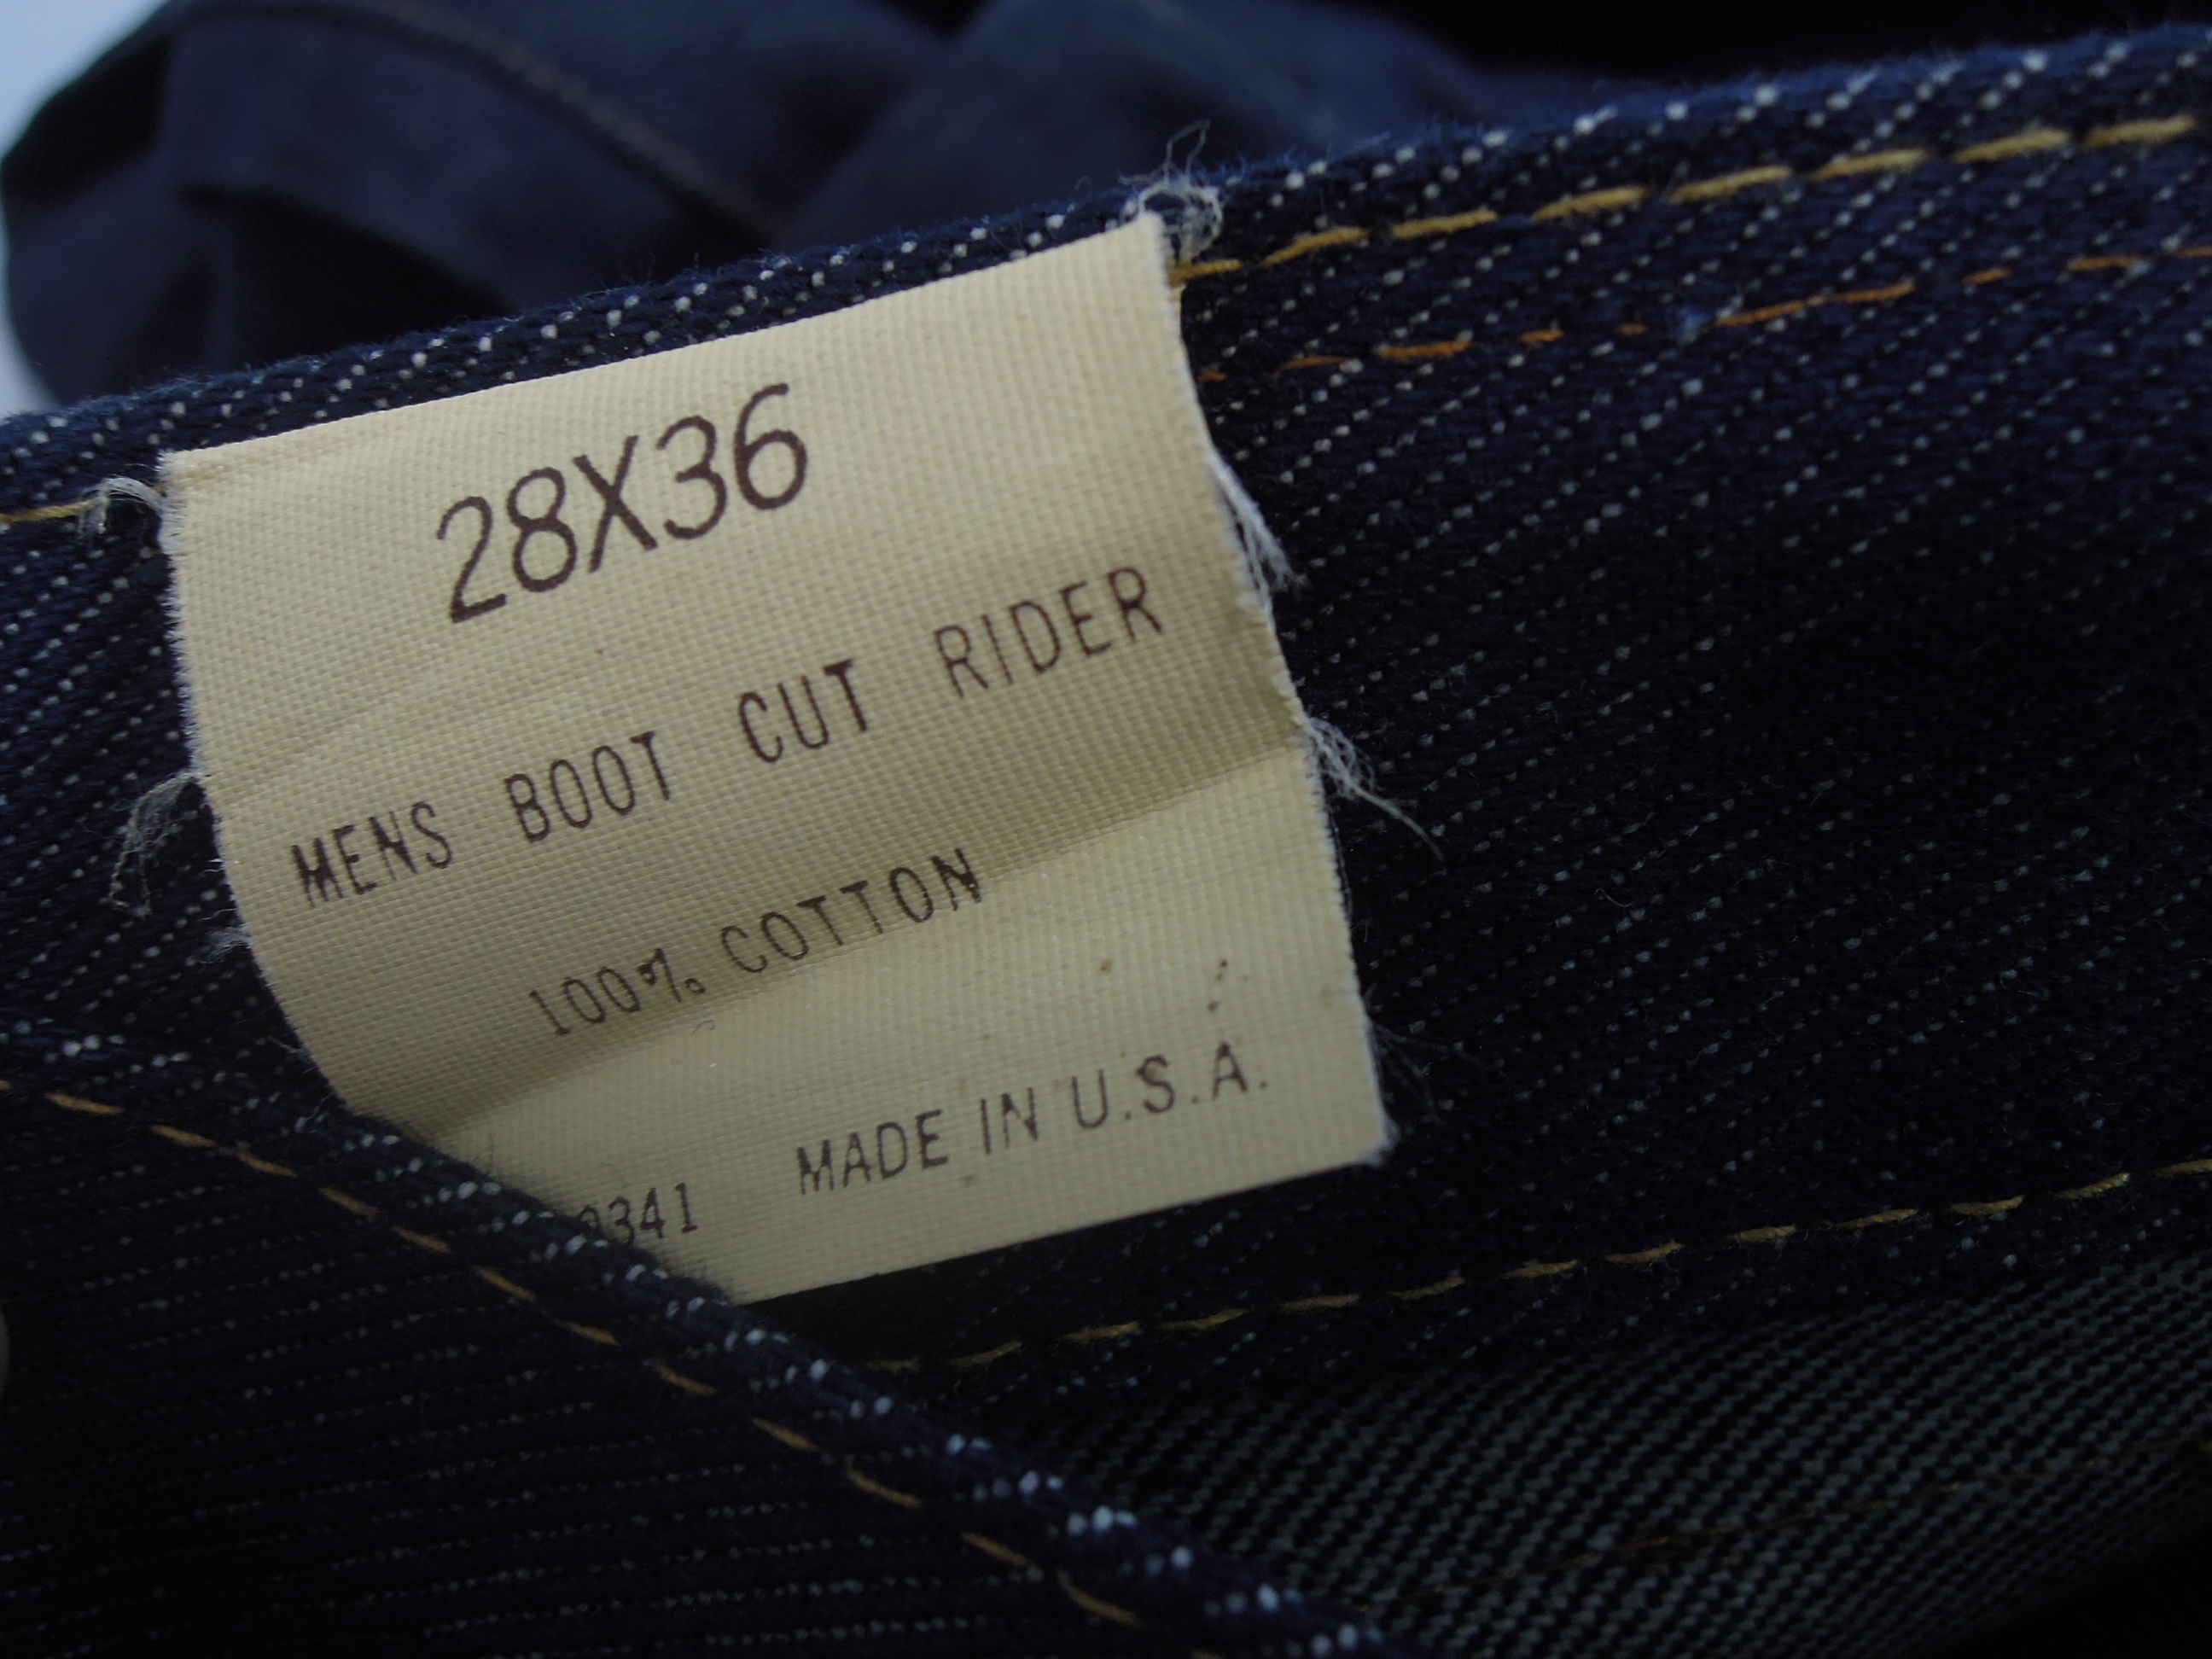 28X36
MENS BOOT CUT RIDER
100% COTTON
341 MADE IN U.S.A.